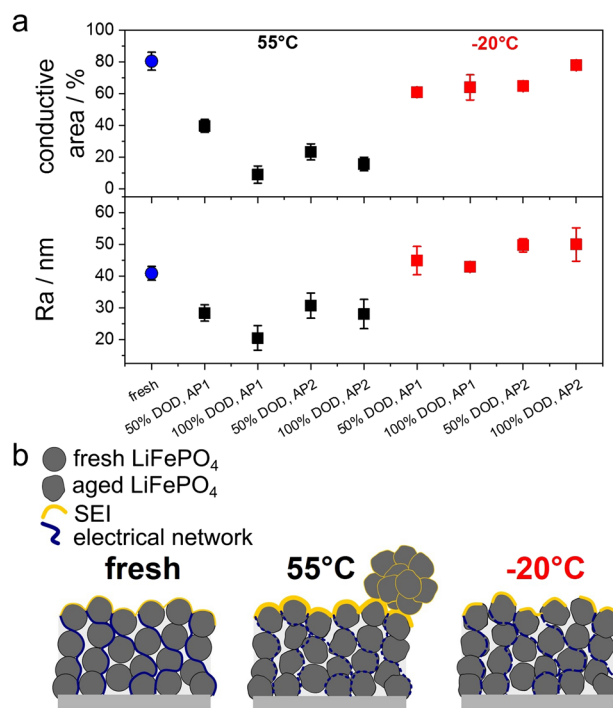 a
55°C
-20°C
conductive
area / %
100
80
60
40
20
0
Ra / nm
60
50
40
30
20
fresh
50% DOD, AP1
100% DOD, AP1
50% DOD, AP2
100% DOD, AP2
50% DOD, AP1
100% DOD, AP1
50% DOD, AP2
100% DOD, AP2
b
fresh LiFePO₄
aged LiFePO₄
SEI
electrical network
fresh
55°C
-20°C